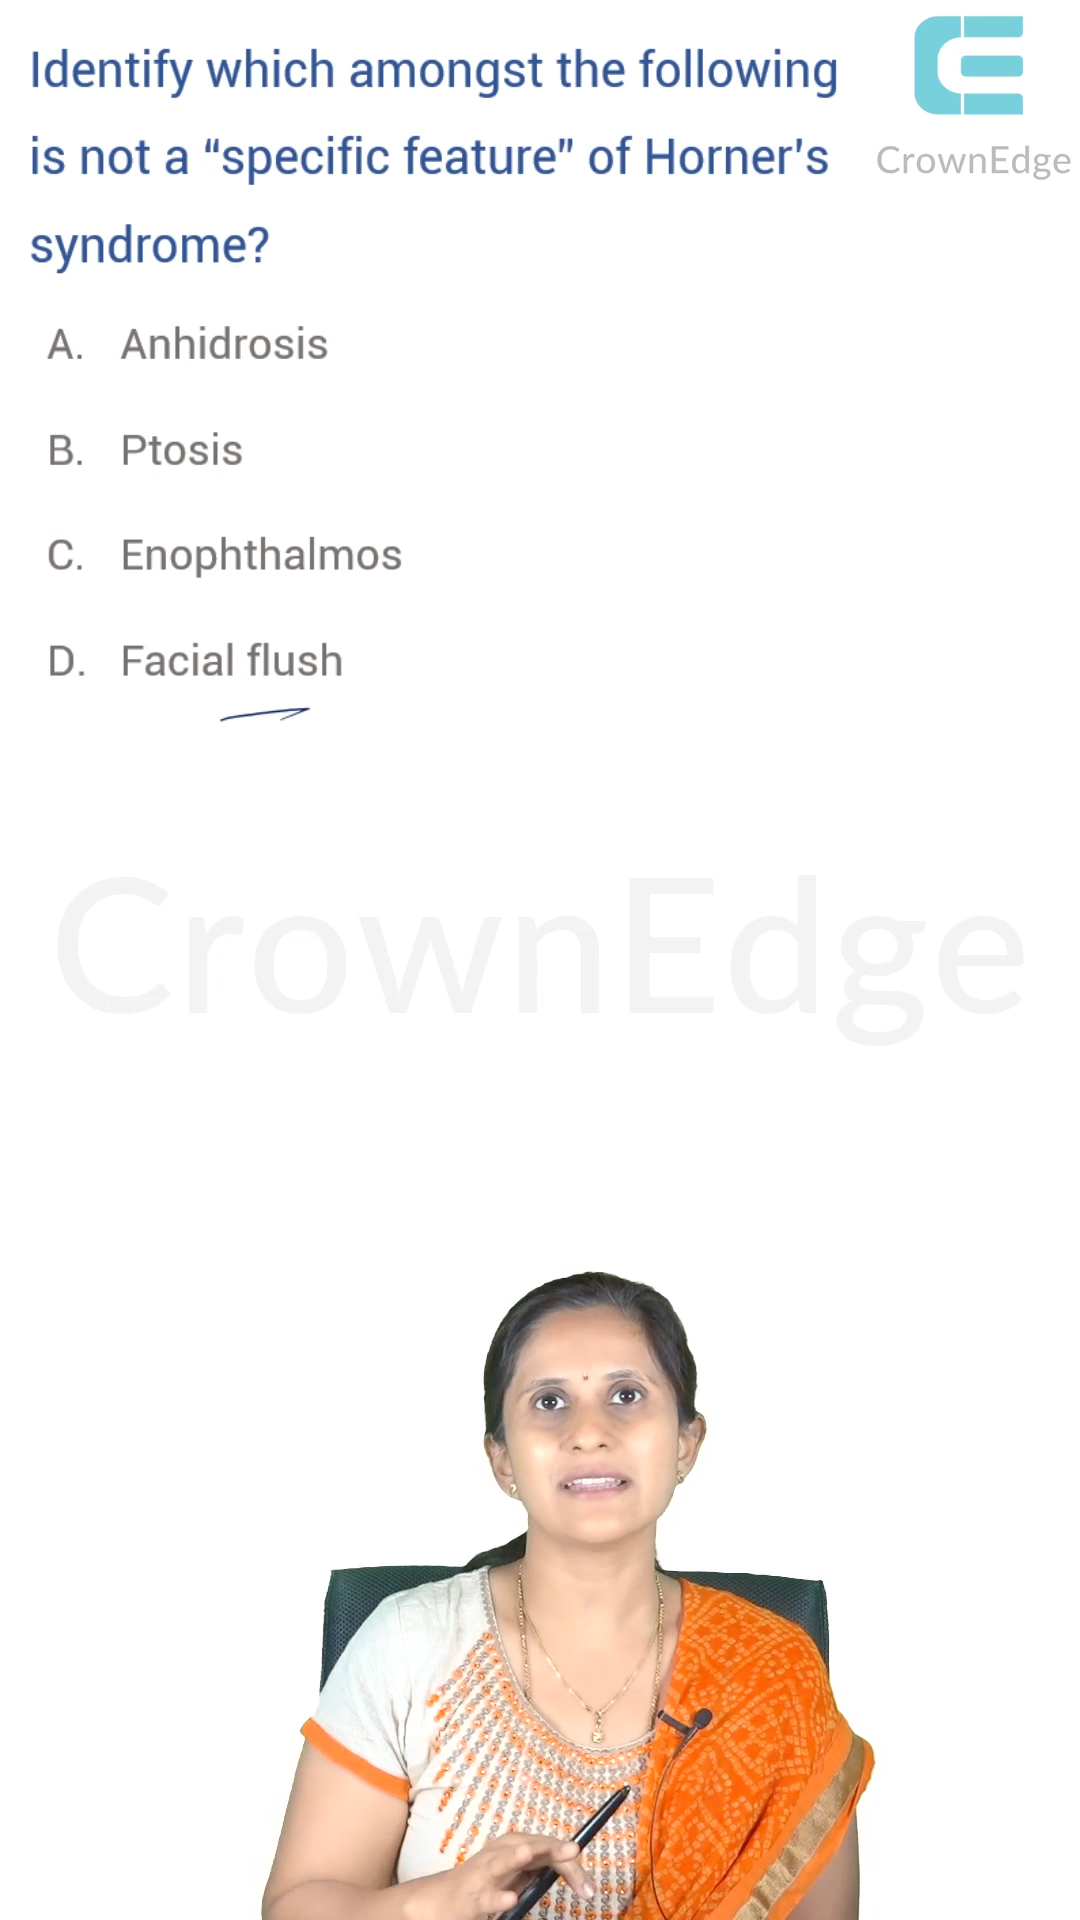 Identify which amongst the following
is not a “specific feature” of Horner's
syndrome?
CrownEdge
A. Anhidrosis
B. Ptosis
C. Enophthalmos
D. Facial flush
CrownEdge